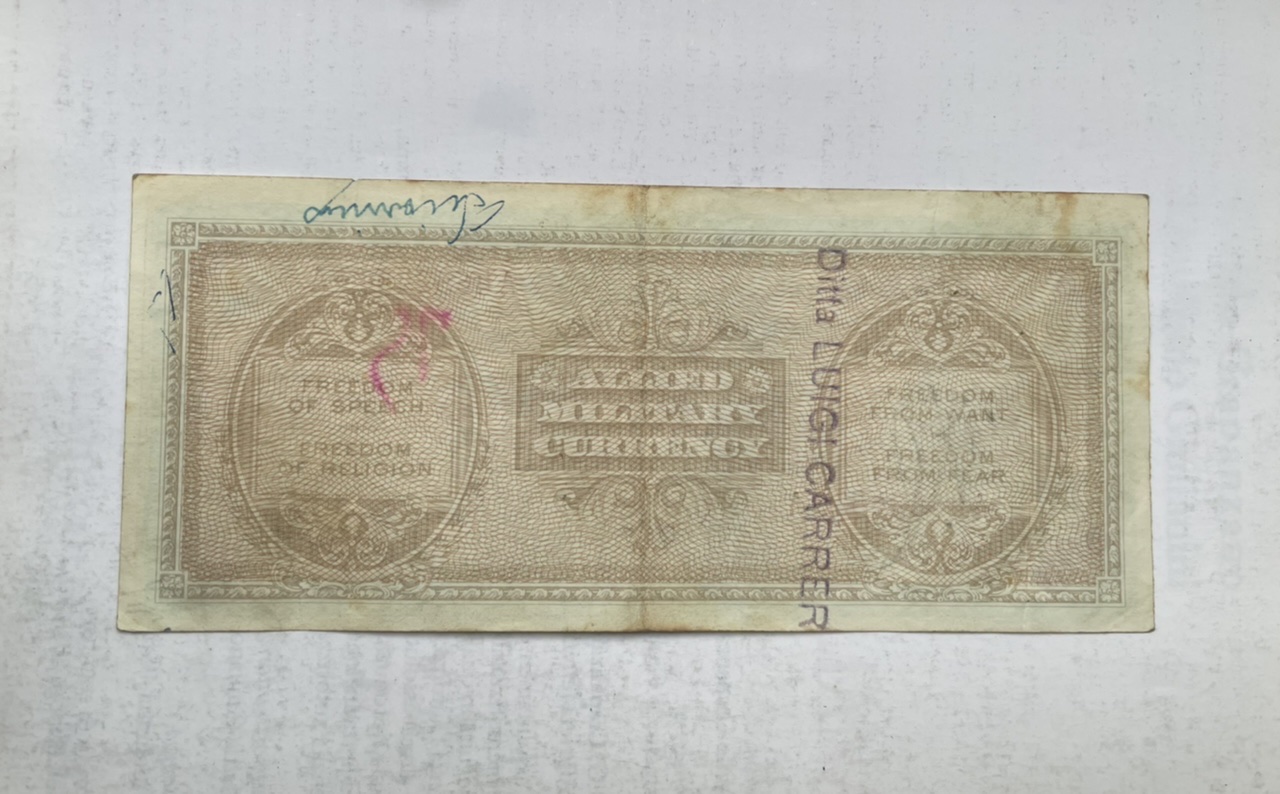 FREEDOM
OF SPEECH
FREEDOM
OF RELIGION
ALLIED
MILITARY
CURRENCY
Ditta LUIGI CARRER
FREEDOM
FROM WANT
FREEDOM
FROM FEAR